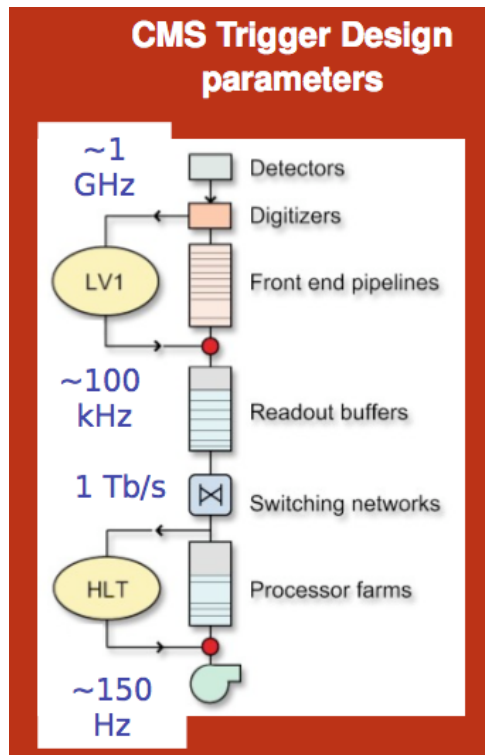 CMS Trigger Design
parameters
~1
GHz
Detectors
Digitizers
LV1
Front end pipelines
~100
kHz
Readout buffers
1 Tb/s
Switching networks
HLT
Processor farms
~150
Hz